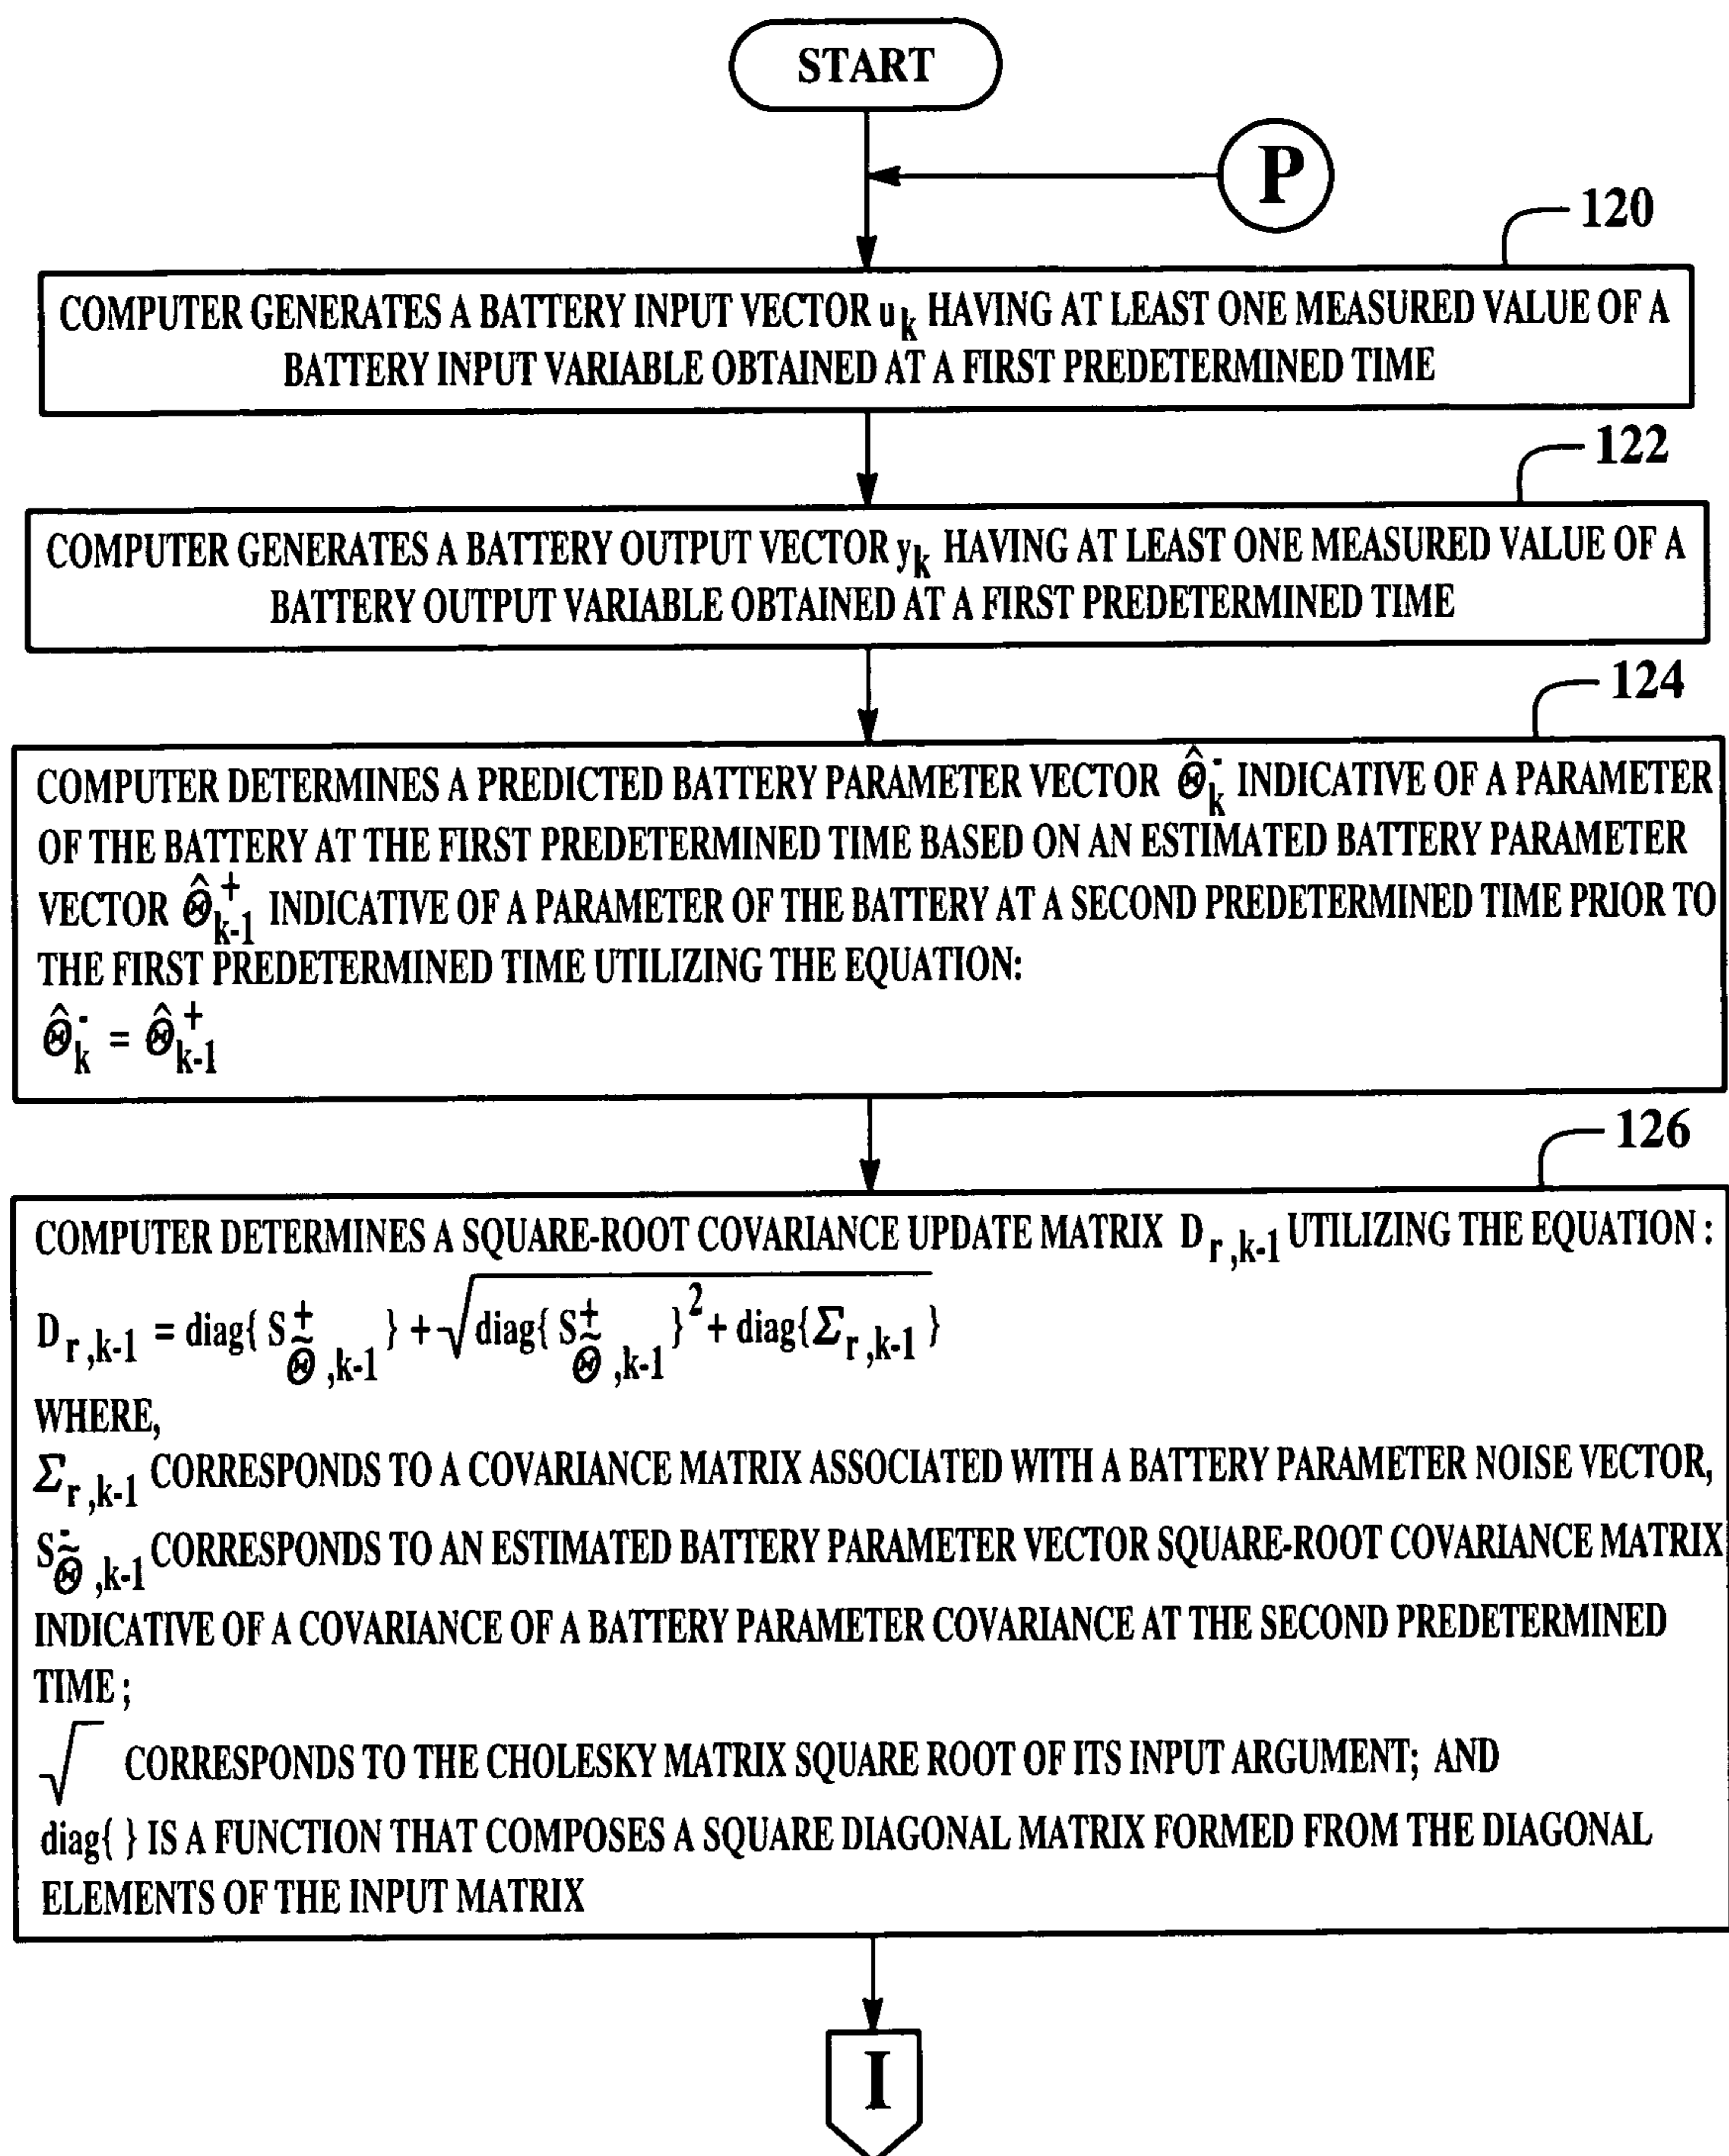 START
P
120
COMPUTER GENERATES A BATTERY INPUT VECTOR u_k HAVING AT LEAST ONE MEASURED VALUE OF A
BATTERY INPUT VARIABLE OBTAINED AT A FIRST PREDETERMINED TIME
122
COMPUTER GENERATES A BATTERY OUTPUT VECTOR y_k HAVING AT LEAST ONE MEASURED VALUE OF A
BATTERY OUTPUT VARIABLE OBTAINED AT A FIRST PREDETERMINED TIME
124
COMPUTER DETERMINES A PREDICTED BATTERY PARAMETER VECTOR Θ̂_k^- INDICATIVE OF A PARAMETER
OF THE BATTERY AT THE FIRST PREDETERMINED TIME BASED ON AN ESTIMATED BATTERY PARAMETER
VECTOR Θ̂_{k-1}^+ INDICATIVE OF A PARAMETER OF THE BATTERY AT A SECOND PREDETERMINED TIME PRIOR TO
THE FIRST PREDETERMINED TIME UTILIZING THE EQUATION:
Θ̂_k^- = Θ̂_{k-1}^+
126
COMPUTER DETERMINES A SQUARE-ROOT COVARIANCE UPDATE MATRIX D_{r,k-1} UTILIZING THE EQUATION :
D_{r,k-1} = diag{ S^+_{Θ̃,k-1} } + √(diag{ S^+_{Θ̃,k-1} }^2 + diag{Σ_{r,k-1} })
WHERE,
Σ_{r,k-1} CORRESPONDS TO A COVARIANCE MATRIX ASSOCIATED WITH A BATTERY PARAMETER NOISE VECTOR,
S^-_{Θ̃,k-1} CORRESPONDS TO AN ESTIMATED BATTERY PARAMETER VECTOR SQUARE-ROOT COVARIANCE MATRIX
INDICATIVE OF A COVARIANCE OF A BATTERY PARAMETER COVARIANCE AT THE SECOND PREDETERMINED
TIME ;
√ CORRESPONDS TO THE CHOLESKY MATRIX SQUARE ROOT OF ITS INPUT ARGUMENT; AND
diag{ } IS A FUNCTION THAT COMPOSES A SQUARE DIAGONAL MATRIX FORMED FROM THE DIAGONAL
ELEMENTS OF THE INPUT MATRIX
I